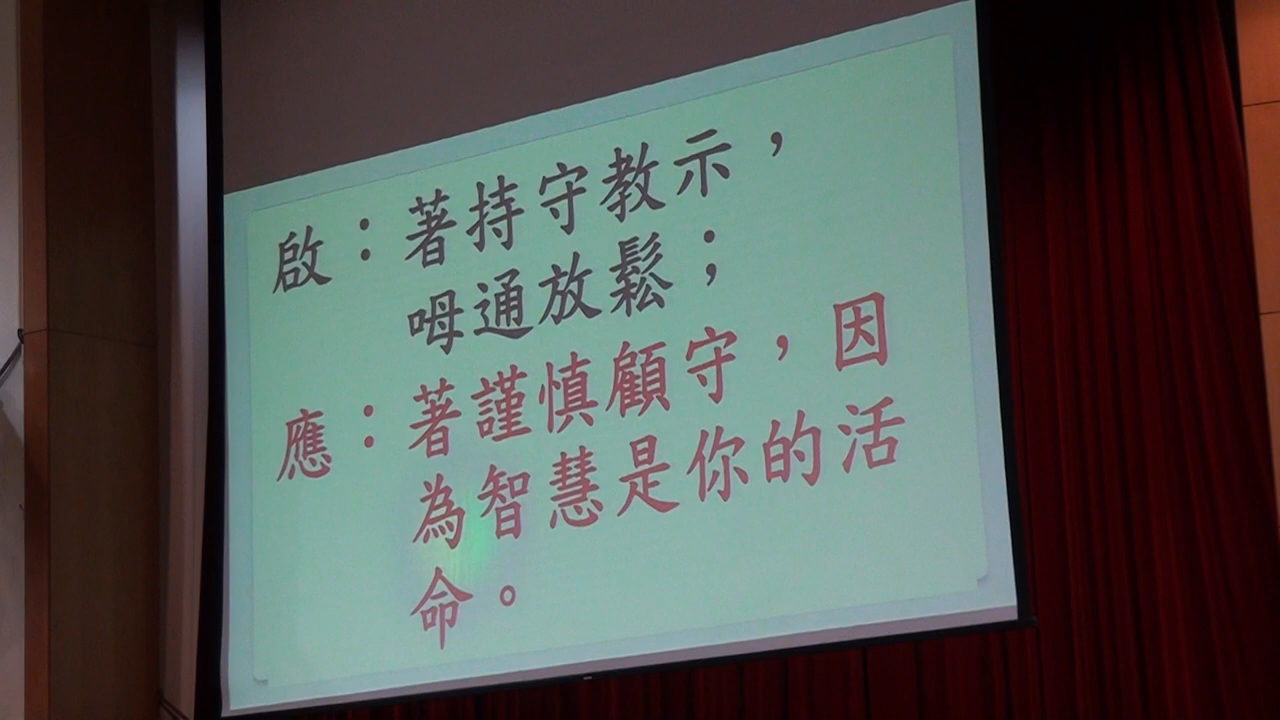 啟：著持守教示，
呣通放鬆；
應：著謹慎顧守，因
為智慧是你的活
命。